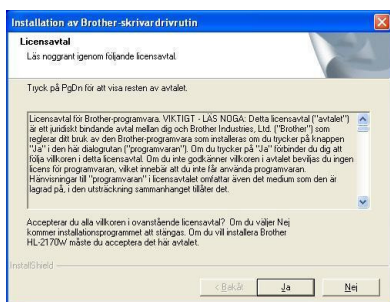 Installation av Brother-skrivardrivrutin
Licensavtal
Läs noggrant igenom följande licensavtal.
Tryck på PgDn för att visa resten av avtalet.
Licensavtal för Brother-programvara. VIKTIGT - LÄS NOGA: Detta licensavtal ("avtalet")
är ett juridiskt bindande avtal mellan dig och Brother Industries, Ltd. ("Brother") som
reglerar ditt bruk av den Brother-programvara som installeras om du trycker på knappen
"Ja" i den här dialogrutan ("programvaran"). Om du trycker på "Ja" förbinder du dig att
följa villkoren i detta licensavtal. Om du inte godkänner villkoren i avtalet beviljas du ingen
licens för programvaran, vilket innebär att du inte får använda programvaran.
Hänvisningar till "programvaran" i licensavtalet omfattar även det medium som den är
lagrad på, i den utsträckning sammanhanget tillåter det.
Accepterar du alla villkoren i ovanstående licensavtal? Om du väljer Nej
kommer installationsprogrammet att stängas. Om du vill installera Brother
HL-2170W måste du acceptera det här avtalet.
InstallShield
< Bakåt Ja Nej